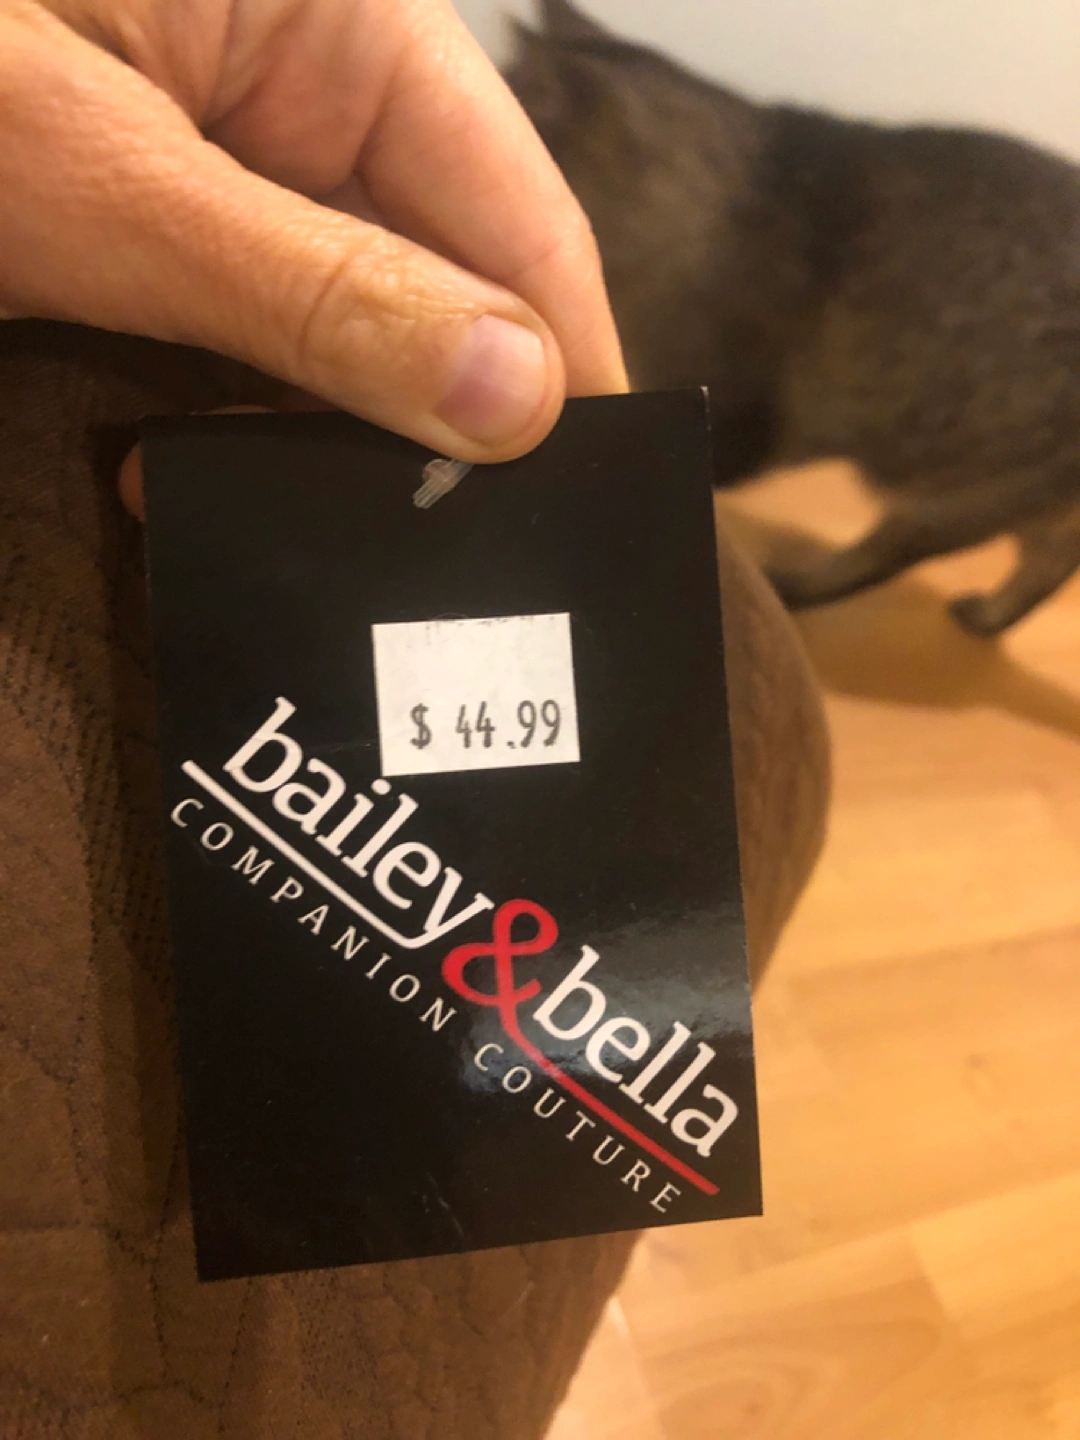 $ 44.99
bailey & bella
COMPANION COUTURE